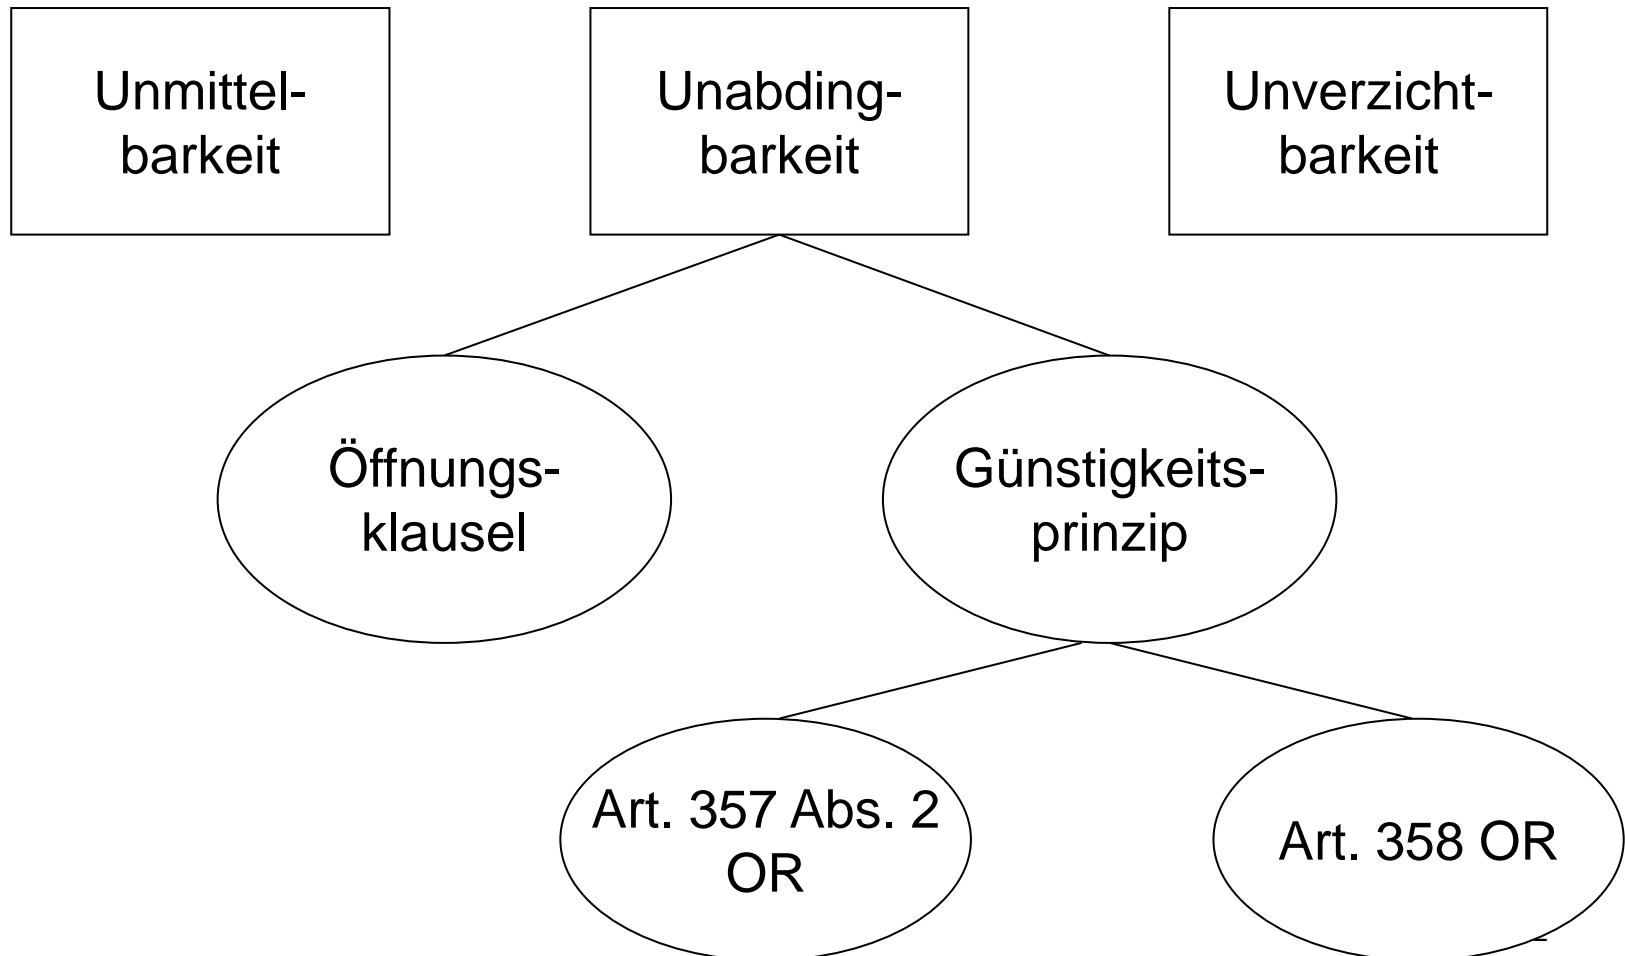 Unmittel-
barkeit
Unabding-
barkeit
Unverzicht-
barkeit
Öffnungs-
klausel
Günstigkeits-
prinzip
Art. 357 Abs. 2
OR
Art. 358 OR